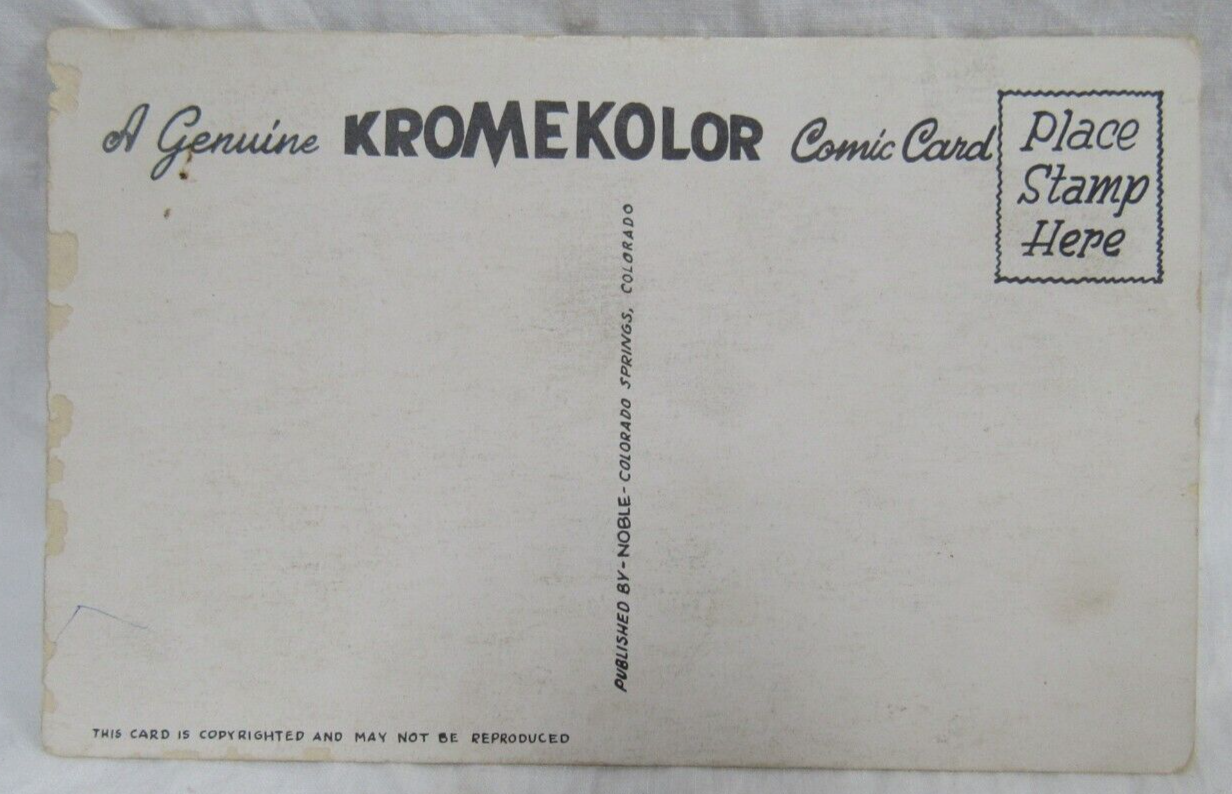 A Genuine KROMEKOLOR Comic Card
Place
Stamp
Here
PUBLISHED BY-NOBLE-COLORADO SPRINGS, COLORADO
THIS CARD IS COPYRIGHTED AND MAY NOT BE REPRODUCED